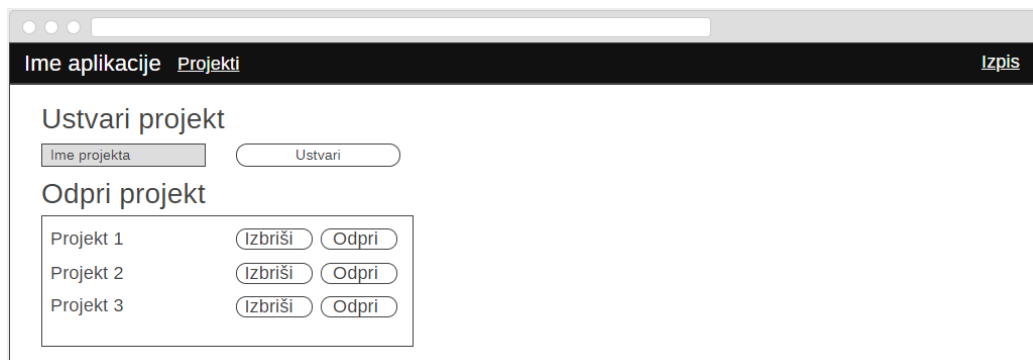 Ime aplikacije Projekti Izpis
Ustvari projekt
Ime projekta Ustvari
Odpri projekt
Projekt 1 Izbriši Odpri
Projekt 2 Izbriši Odpri
Projekt 3 Izbriši Odpri